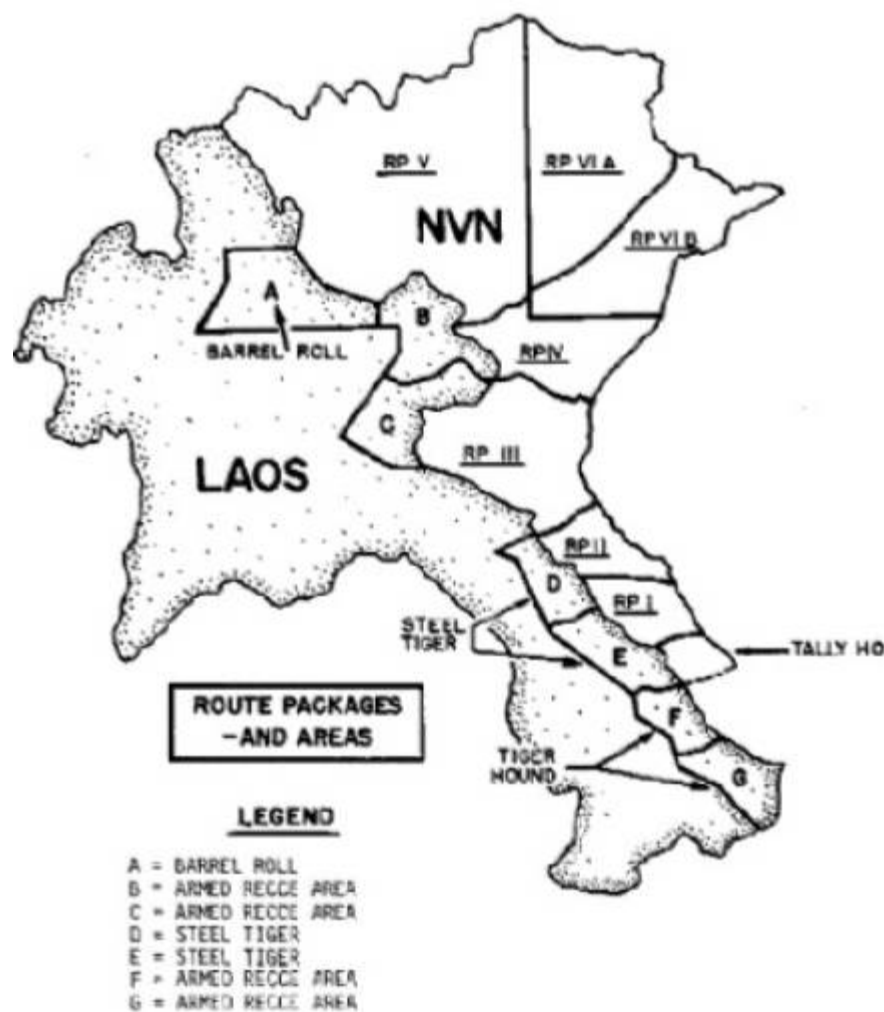 RP V
RP VI A
NVN
RP VI B
A
B
BARREL ROLL
RP IV
C
LAOS
RP III
RP II
D
RP I
STEEL
TIGER
E
TALLY HO
ROUTE PACKAGES
-AND AREAS
F
TIGER
HOUND
G
LEGEND
A = BARREL ROLL
B = ARMED RECCE AREA
C = ARMED RECCE AREA
D = STEEL TIGER
E = STEEL TIGER
F = ARMED RECCE AREA
G = ARMED RECCE AREA